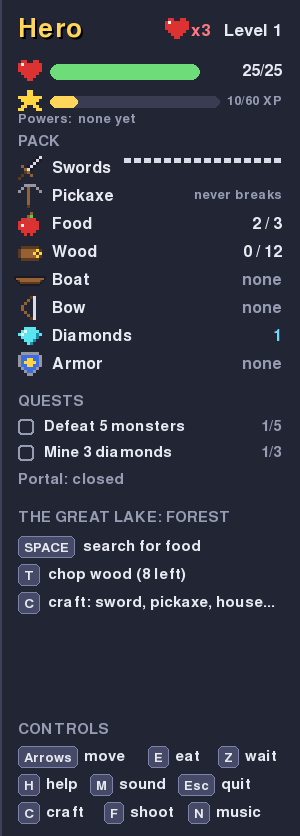 Hero x3 Level 1
25/25
10/60 XP
Powers: none yet
PACK
Swords
Pickaxe never breaks
Food 2 / 3
Wood 0 / 12
Boat none
Bow none
Diamonds 1
Armor none
QUESTS
Defeat 5 monsters 1/5
Mine 3 diamonds 1/3
Portal: closed
THE GREAT LAKE: FOREST
SPACE search for food
T chop wood (8 left)
C craft: sword, pickaxe, house...
CONTROLS
Arrows move E eat Z wait
H help M sound Esc quit
C craft F shoot N music